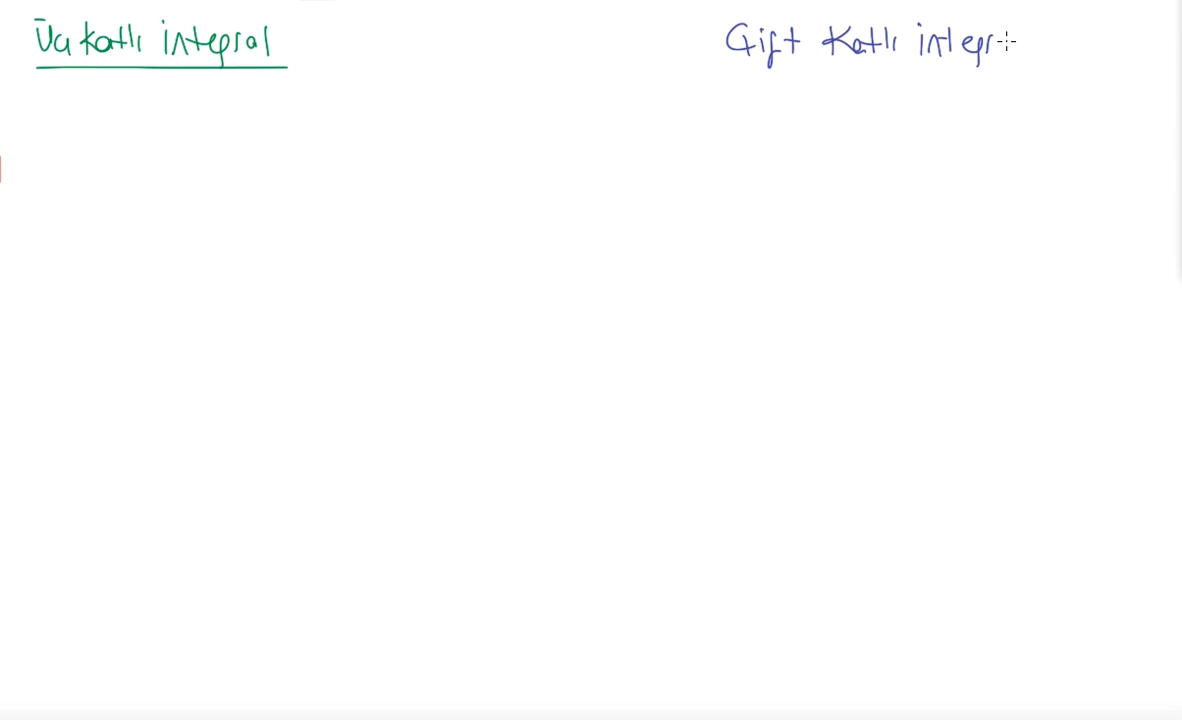 Üç katlı integral
Çift Katlı integr